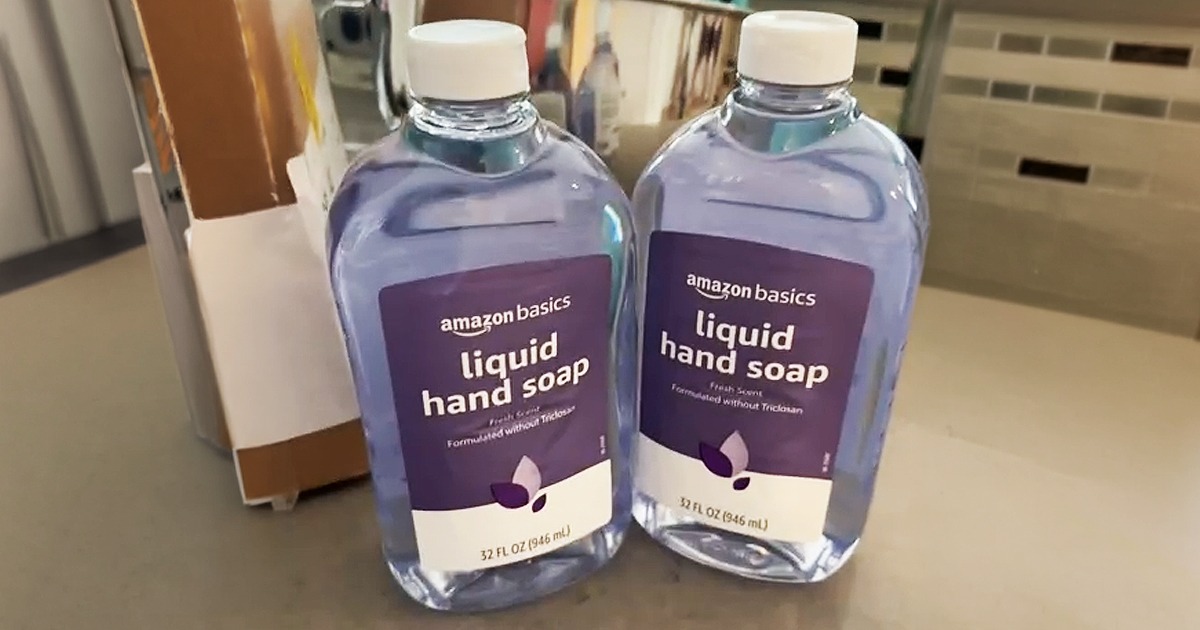 amazon basics
liquid
hand soap
Fresh Scent
Formulated without Triclosan
32 FL OZ (946 mL)
amazon basics
liquid
hand soap
Fresh Scent
Formulated without Triclosan
32 FL OZ (946 mL)